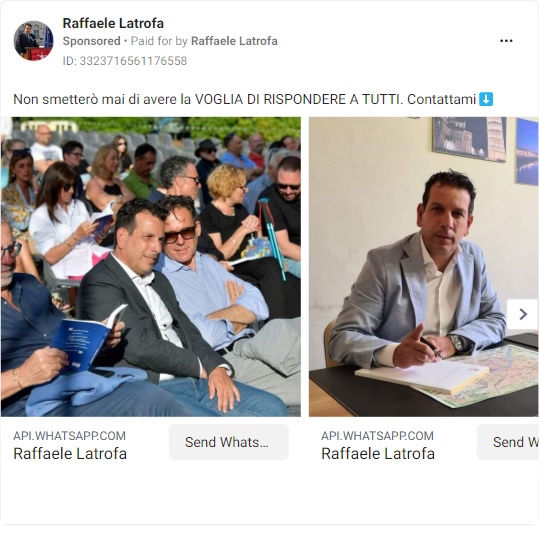 Raffaele Latrofa
Sponsored • Paid for by Raffaele Latrofa
ID: 3323716561176558
Non smetterò mai di avere la VOGLIA DI RISPONDERE A TUTTI. Contattami⬇️
API.WHATSAPP.COM
Raffaele Latrofa
Send Whats...
API.WHATSAPP.COM
Raffaele Latrofa
Send W